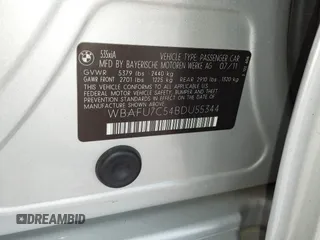 BMW
535xiA
VEHICLE TYPE PASSENGER CAR
MFD BY BAYERISCHE MOTOREN WERKE AG 07/11
GVWR 5379 lbs 2440 kg
GAWR FRONT 2701 lbs 1225 kg REAR 2910 lbs 1320 kg
THIS VEHICLE CONFORMS TO ALL APPLICABLE
FEDERAL MOTOR VEHICLE SAFETY, BUMPER, AND THEFT
PREVENTION STANDARDS IN EFFECT ON THE DATE OF
MANUFACTURE SHOWN ABOVE
WBAFU7C54BDU55344
DREAMBID